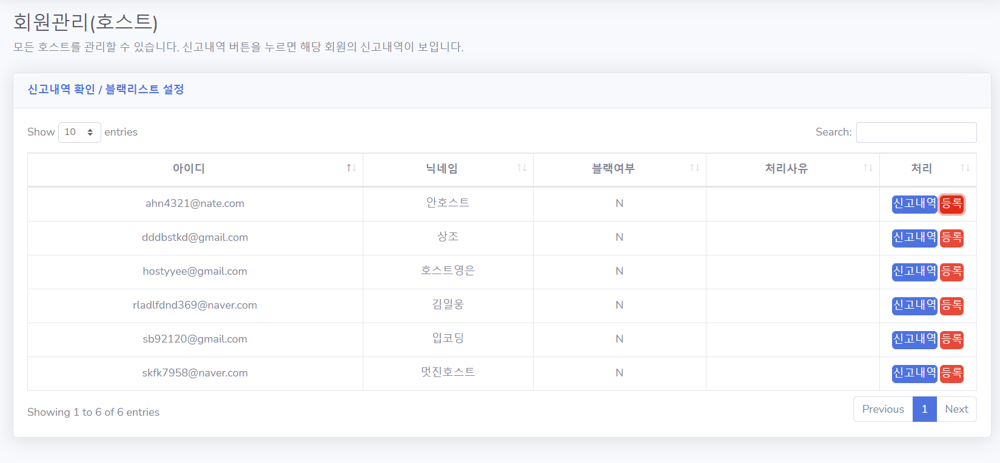 회원관리(호스트)
모든 호스트를 관리할 수 있습니다. 신고내역 버튼을 누르면 해당 회원의 신고내역이 보입니다.
신고내역 확인 / 블랙리스트 설정
Show 10 entries Search:
아이디 닉네임 블랙여부 처리사유 처리
ahn4321@nate.com 안호스트 N 신고내역 등록
dddbstkd@gmail.com 상조 N 신고내역 등록
hostyyee@gmail.com 호스트영은 N 신고내역 등록
rladlfdnd369@naver.com 김일웅 N 신고내역 등록
sb92120@gmail.com 입코딩 N 신고내역 등록
skfk7958@naver.com 멋진호스트 N 신고내역 등록
Showing 1 to 6 of 6 entries Previous 1 Next